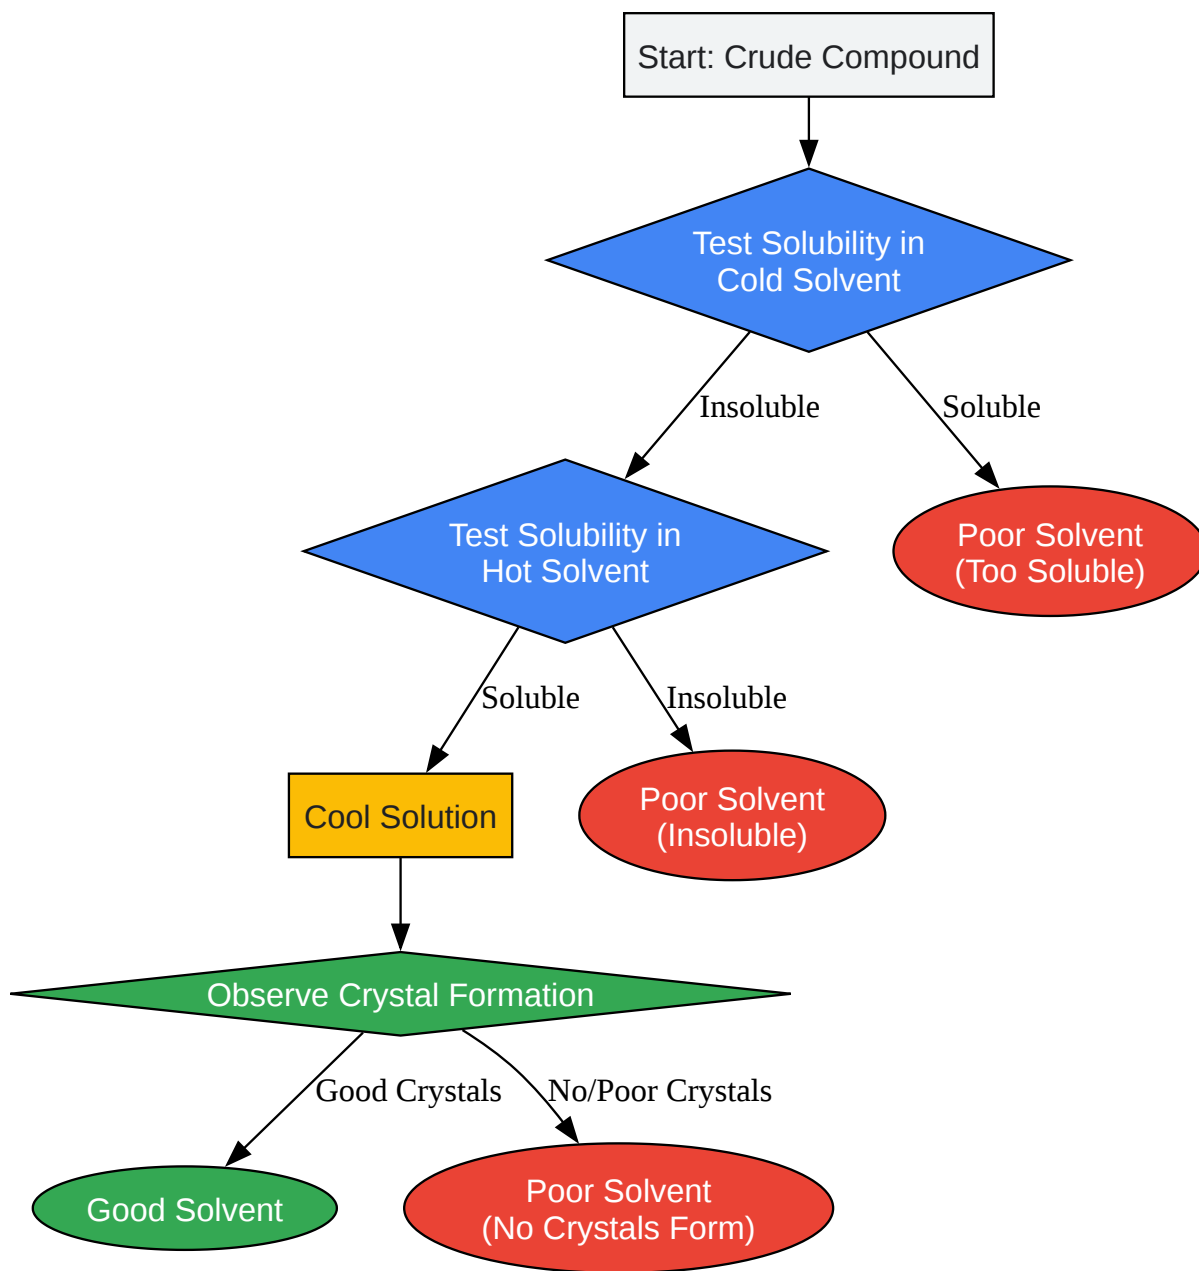 Start: Crude Compound
Test Solubility in
Cold Solvent
Insoluble
Soluble
Test Solubility in
Hot Solvent
Poor Solvent
(Too Soluble)
Soluble
Insoluble
Cool Solution
Poor Solvent
(Insoluble)
Observe Crystal Formation
Good Crystals
No/Poor Crystals
Good Solvent
Poor Solvent
(No Crystals Form)